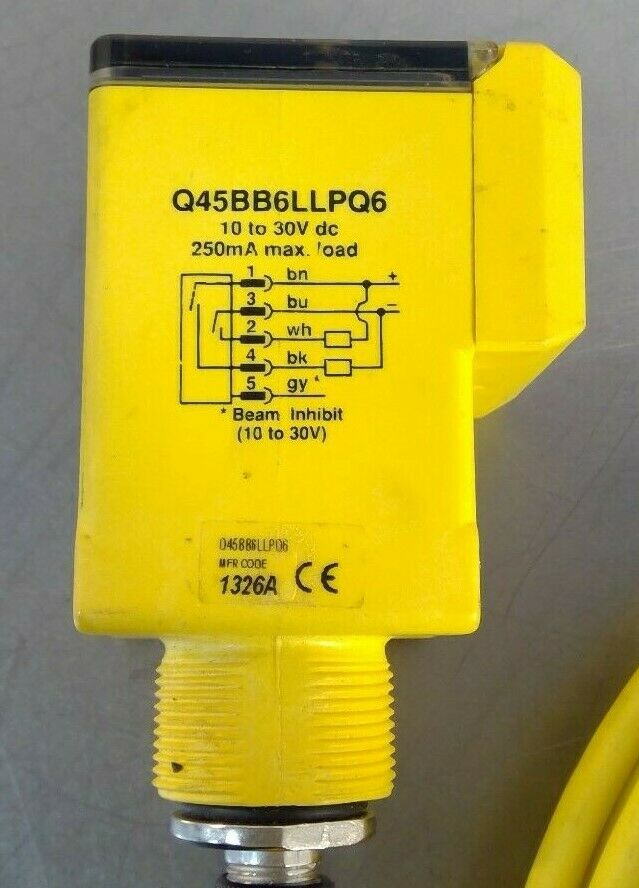 Q45BB6LLPQ6
10 to 30V dc
250mA max. load
1 bn +
3 bu –
2 wh
4 bk
5 gy *
* Beam Inhibit
(10 to 30V)
Q45BB6LLPQ6
MFR CODE
1326A CE